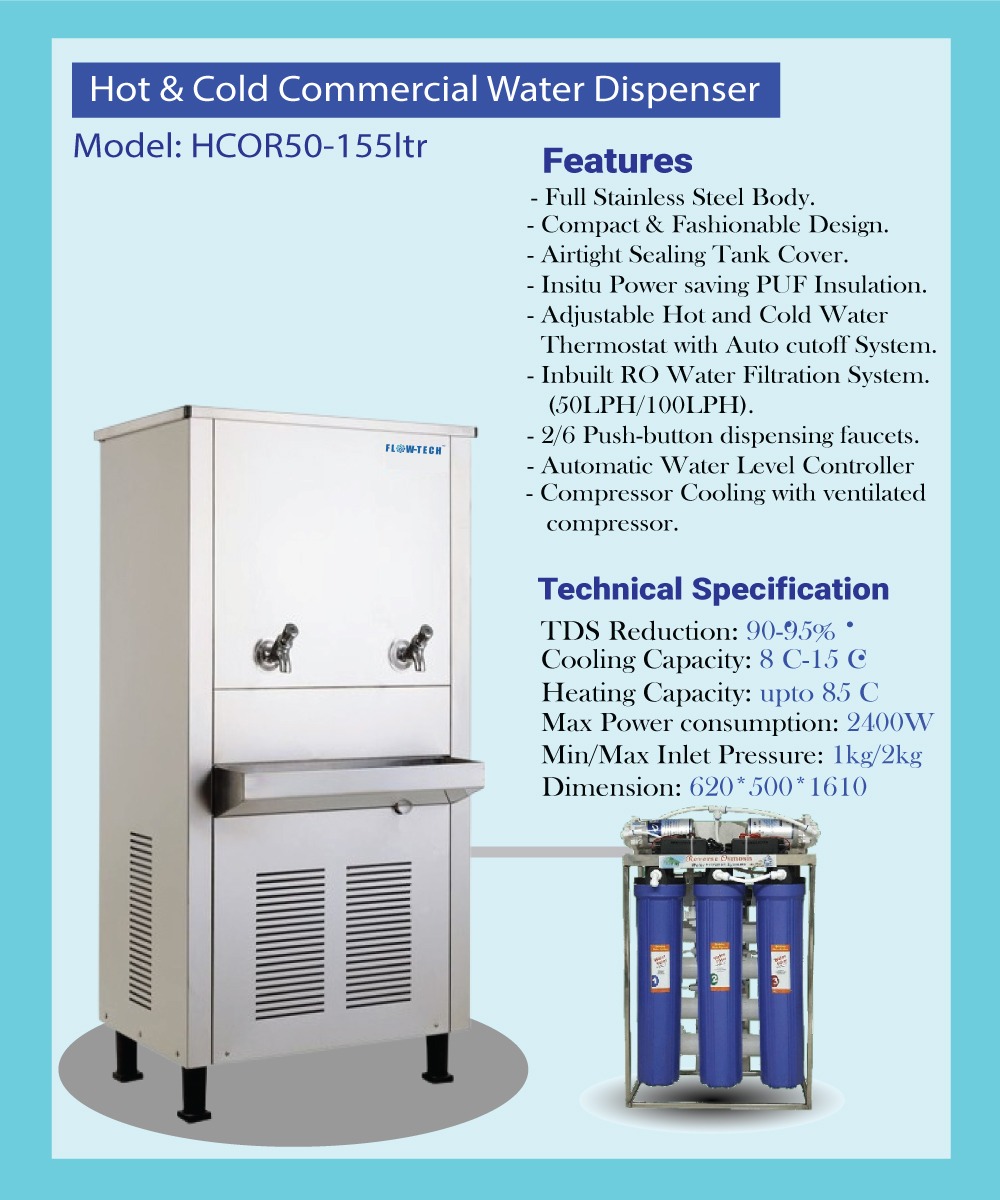 Hot & Cold Commercial Water Dispenser
Model: HCOR50-155ltr
Features
- Full Stainless Steel Body.
- Compact & Fashionable Design.
- Airtight Sealing Tank Cover.
- Insitu Power saving PUF Insulation.
- Adjustable Hot and Cold Water
Thermostat with Auto cutoff System.
- Inbuilt RO Water Filtration System.
(50LPH/100LPH).
- 2/6 Push-button dispensing faucets.
- Automatic Water Level Controller
- Compressor Cooling with ventilated
compressor.
FLOW-TECH™
Technical Specification
TDS Reduction: 90-95%
Cooling Capacity: 8 C-15 C
Heating Capacity: upto 85 C
Max Power consumption: 2400W
Min/Max Inlet Pressure: 1kg/2kg
Dimension: 620*500*1610
Reverse Osmosis
1
2
3